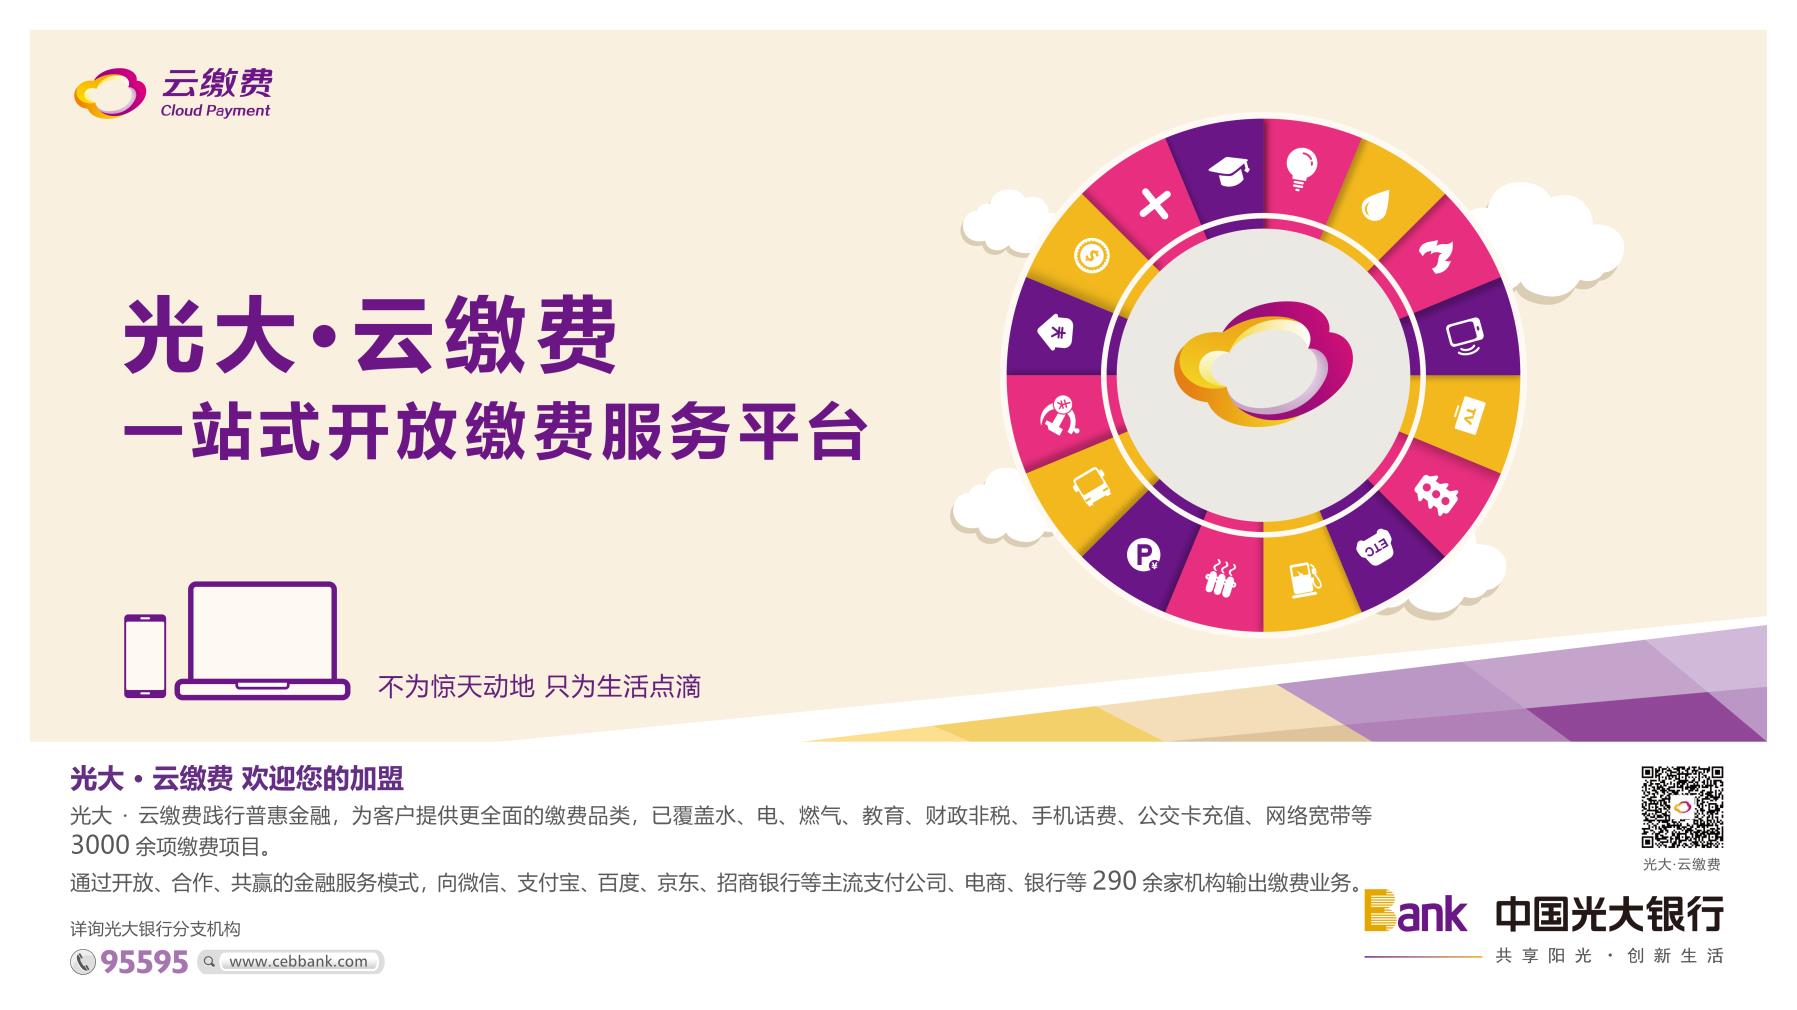 云缴费
Cloud Payment
光大·云缴费
一站式开放缴费服务平台
TV
ETC
P
不为惊天动地 只为生活点滴
光大·云缴费 欢迎您的加盟
光大·云缴费践行普惠金融，为客户提供更全面的缴费品类，已覆盖水、电、燃气、教育、财政非税、手机话费、公交卡充值、网络宽带等
3000 余项缴费项目。
通过开放、合作、共赢的金融服务模式，向微信、支付宝、百度、京东、招商银行等主流支付公司、电商、银行等 290 余家机构输出缴费业务。
详询光大银行分支机构
95595 www.cebbank.com
光大·云缴费
Bank 中国光大银行
共享阳光·创新生活